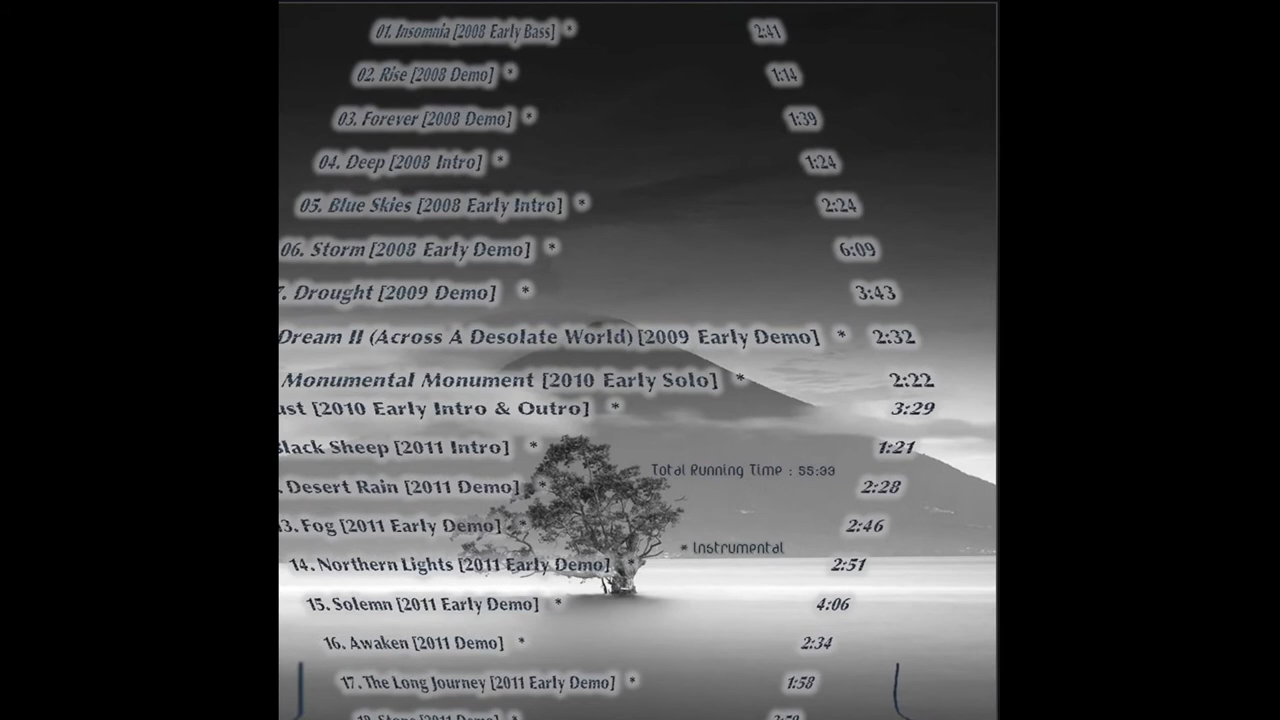 01. Insomnia [2008 Early Bass] * 2:41
02. Rise [2008 Demo] * 1:14
03. Forever [2008 Demo] * 1:39
04. Deep [2008 Intro] * 1:24
05. Blue Skies [2008 Early Intro] * 2:24
06. Storm [2008 Early Demo] * 6:09
. Drought [2009 Demo] * 3:43
Dream II (Across A Desolate World) [2009 Early Demo] * 2:32
Monumental Monument [2010 Early Solo] * 2:22
ust [2010 Early Intro & Outro] * 3:29
Black Sheep [2011 Intro] * 1:21
Total Running Time : 55:33
. Desert Rain [2011 Demo] * 2:28
3. Fog [2011 Early Demo] * 2:46
* Instrumental
14. Northern Lights [2011 Early Demo] * 2:51
15. Solemn [2011 Early Demo] * 4:06
16. Awaken [2011 Demo] * 2:34
17. The Long Journey [2011 Early Demo] * 1:58